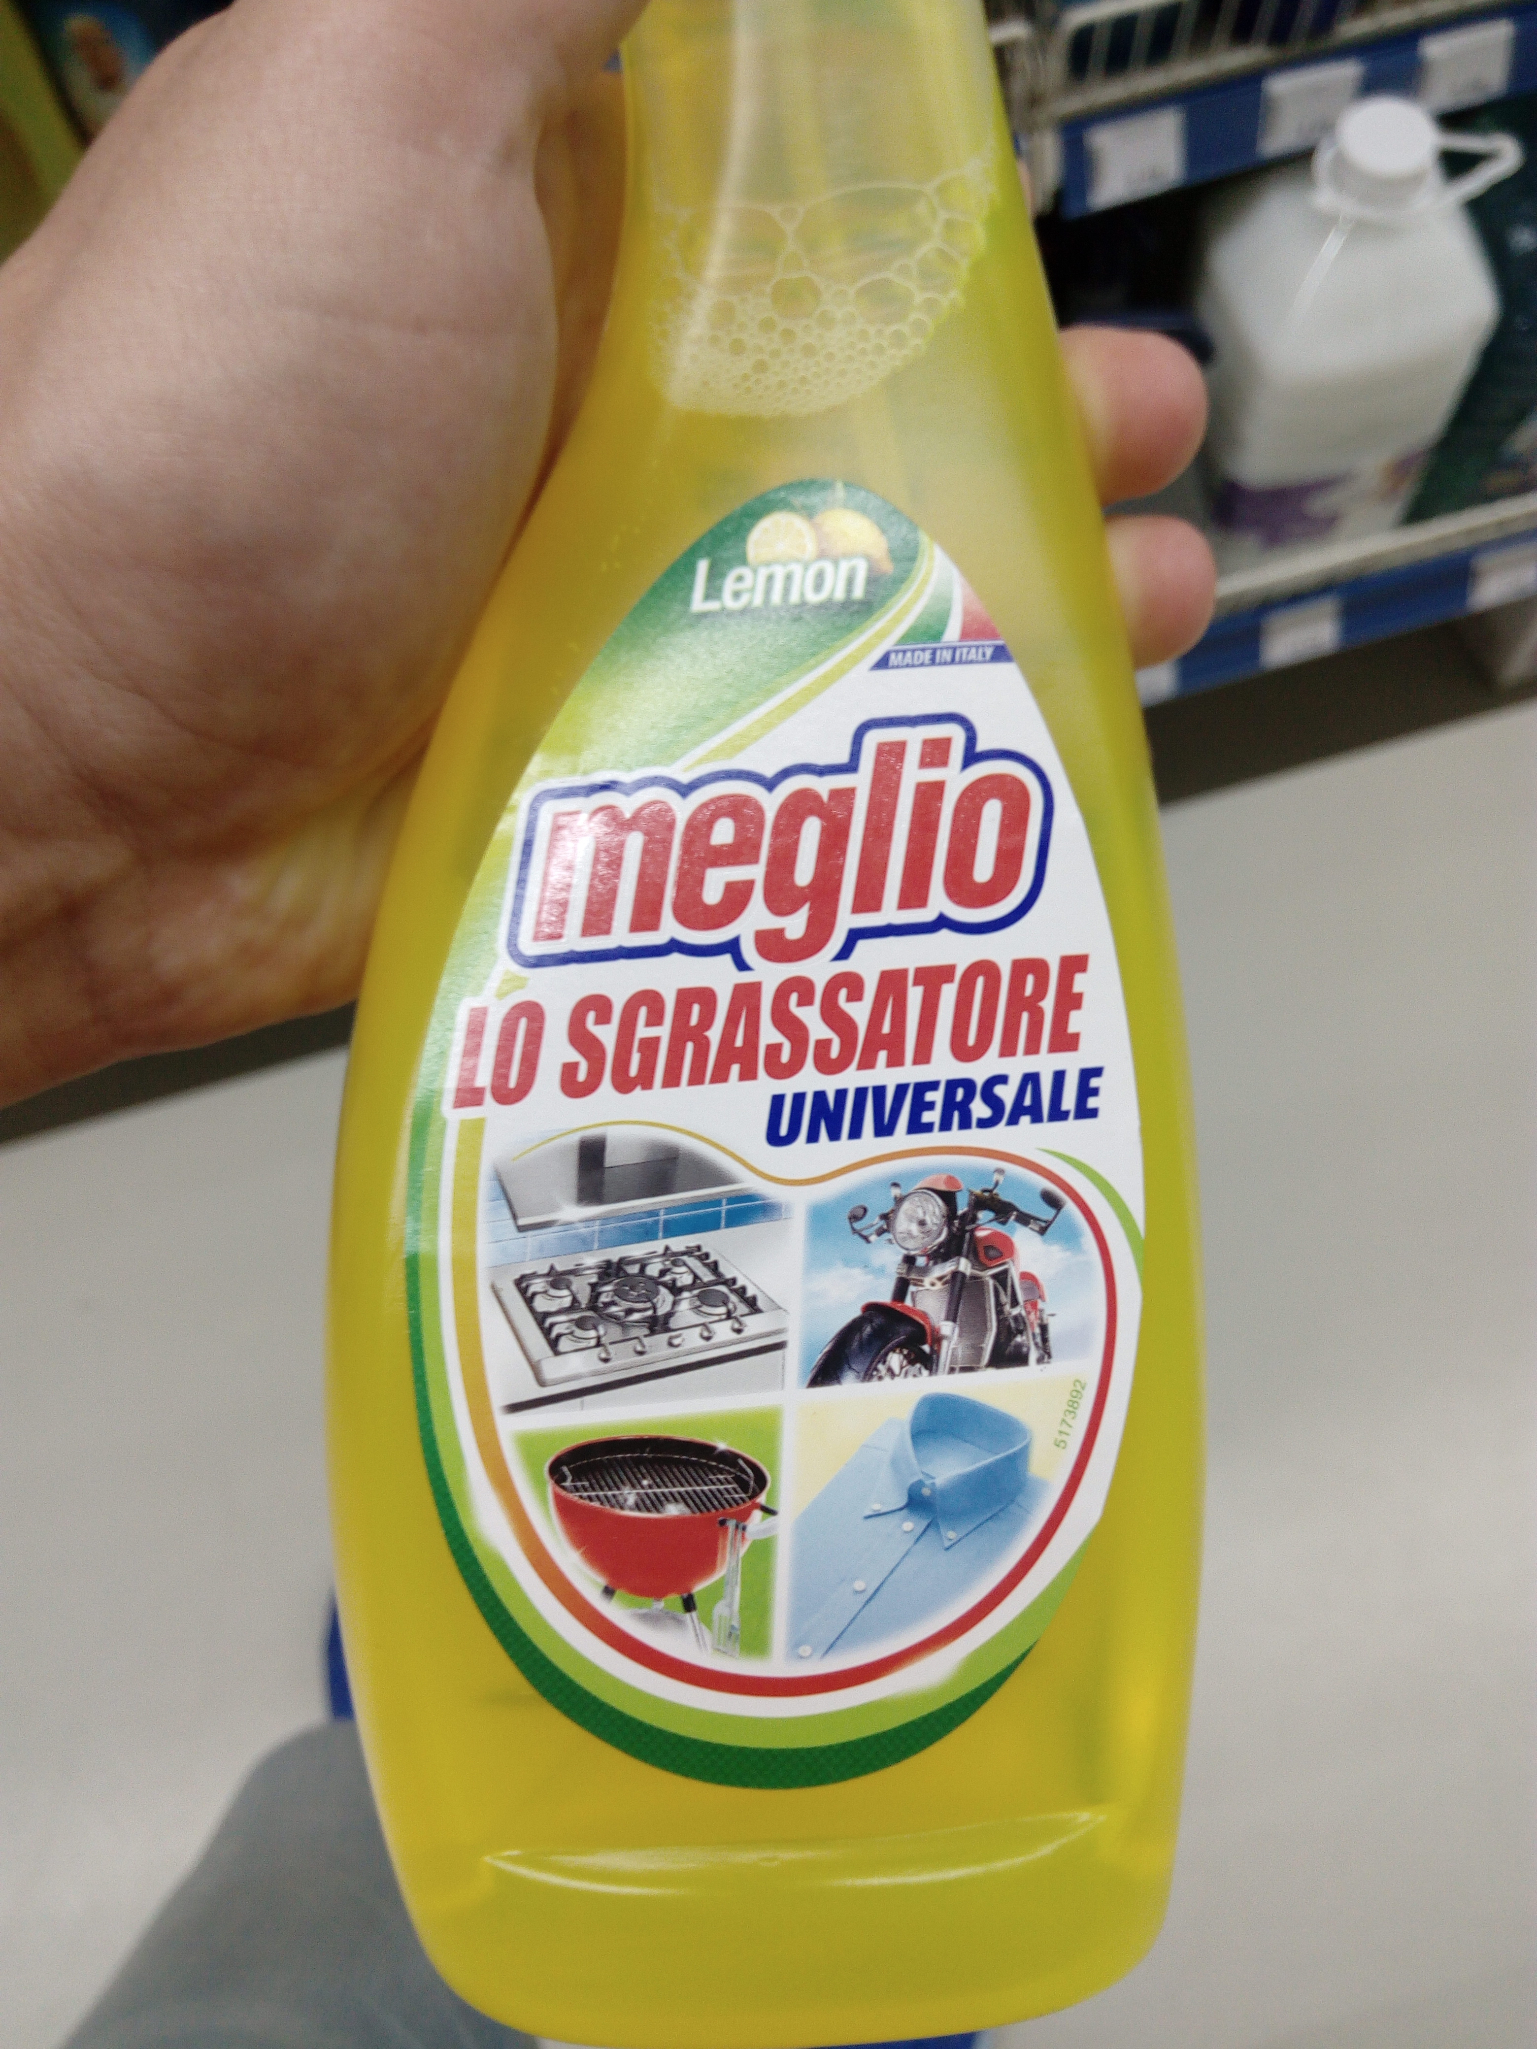 Lemon
MADE IN ITALY
meglio
LO SGRASSATORE
UNIVERSALE
5173892